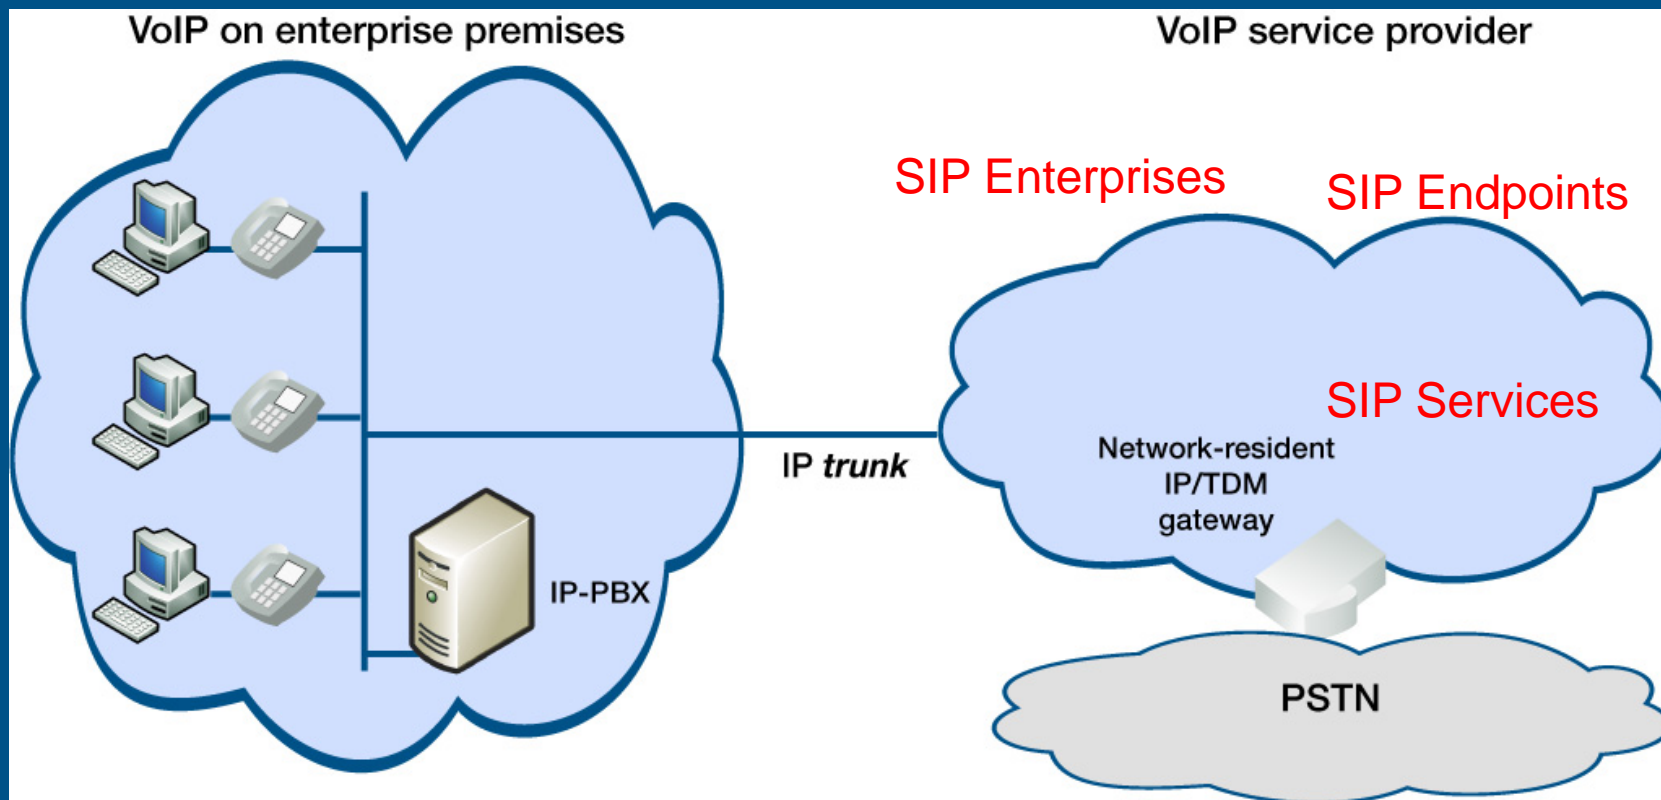 VoIP on enterprise premises
VoIP service provider
SIP Enterprises
SIP Endpoints
SIP Services
IP trunk
Network-resident
IP/TDM
gateway
IP-PBX
PSTN